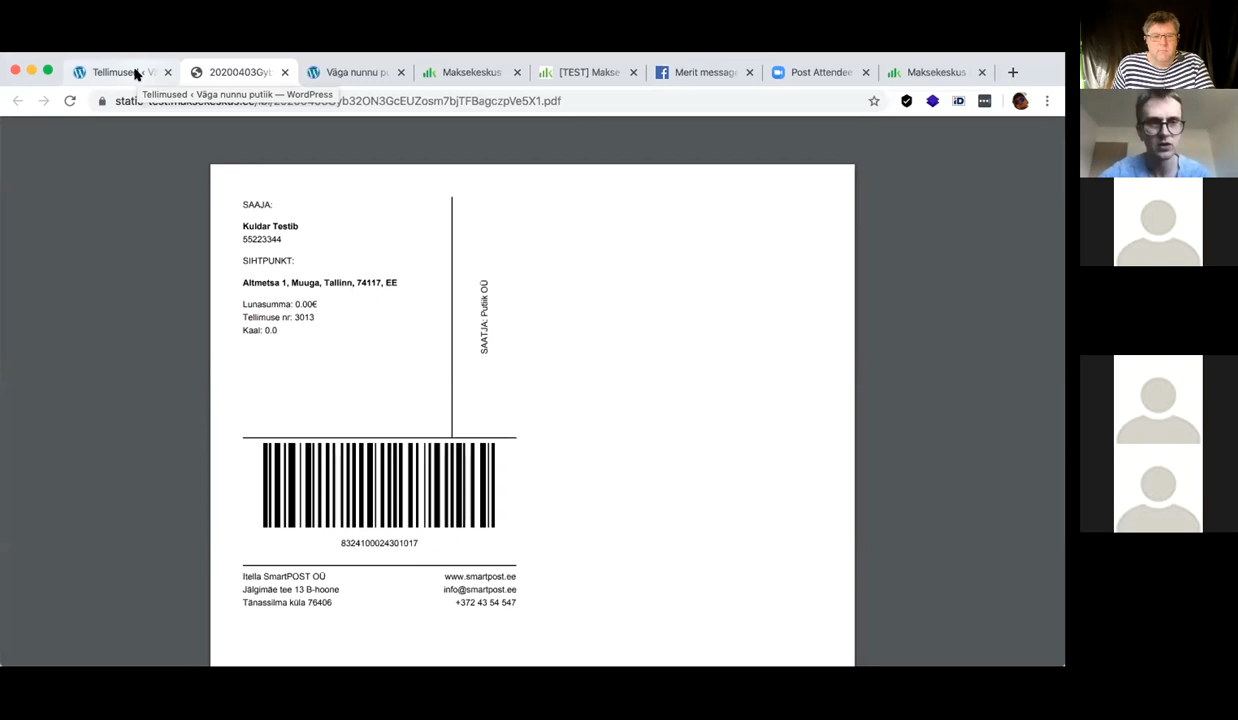 Tellimused ‹ Vä
20200403Gyb
Väga nunnu pu
Maksekeskus
[TEST] Makse
Merit message
Post Attendee
Maksekeskus
Tellimused ‹ Väga nunnu putiik — WordPress
SAAJA:
Kuldar Testib
55223344
SIHTPUNKT:
Altmetsa 1, Muuga, Tallinn, 74117, EE
Lunasumma: 0.00€
Tellimuse nr: 3013
Kaal: 0.0
SAATJA: Putiik OÜ
8324100024301017
Itella SmartPOST OÜ
www.smartpost.ee
Jälgimäe tee 13 B-hoone
info@smartpost.ee
Tänassilma küla 76406
+372 43 54 547